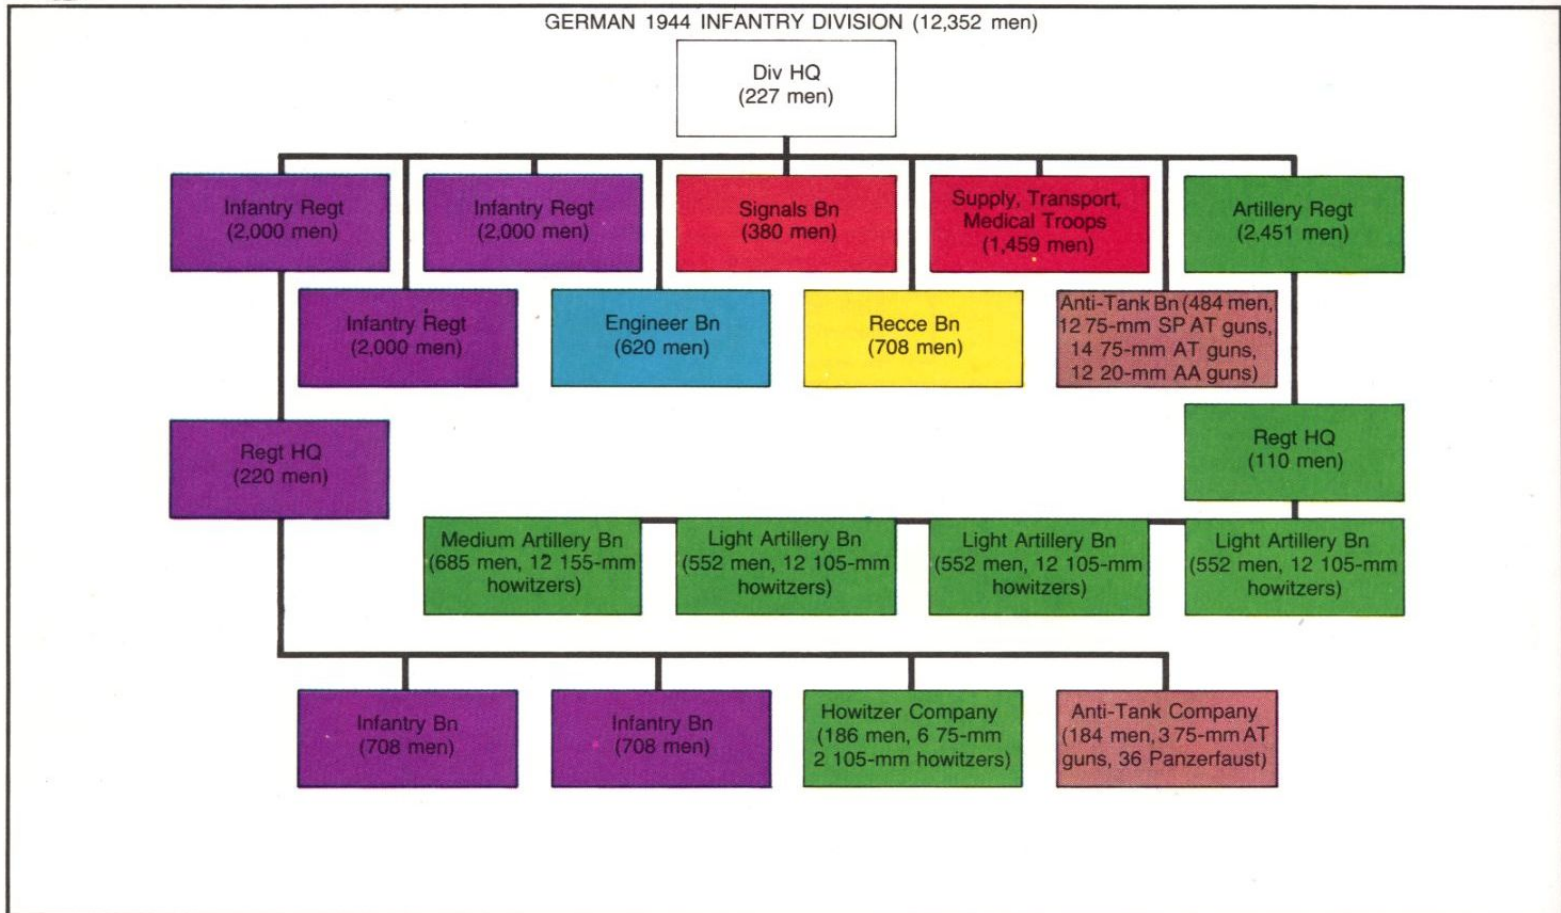 GERMAN 1944 INFANTRY DIVISION (12,352 men)
Div HQ
(227 men)
Infantry Regt
(2,000 men)
Infantry Regt
(2,000 men)
Signals Bn
(380 men)
Supply, Transport,
Medical Troops
(1,459 men)
Artillery Regt
(2,451 men)
Infantry Regt
(2,000 men)
Engineer Bn
(620 men)
Recce Bn
(708 men)
Anti-Tank Bn (484 men,
12 75-mm SP AT guns,
14 75-mm AT guns,
12 20-mm AA guns)
Regt HQ
(220 men)
Regt HQ
(110 men)
Medium Artillery Bn
(685 men, 12 155-mm
howitzers)
Light Artillery Bn
(552 men, 12 105-mm
howitzers)
Light Artillery Bn
(552 men, 12 105-mm
howitzers)
Light Artillery Bn
(552 men, 12 105-mm
howitzers)
Infantry Bn
(708 men)
Infantry Bn
(708 men)
Howitzer Company
(186 men, 6 75-mm
2 105-mm howitzers)
Anti-Tank Company
(184 men, 3 75-mm AT
guns, 36 Panzerfaust)